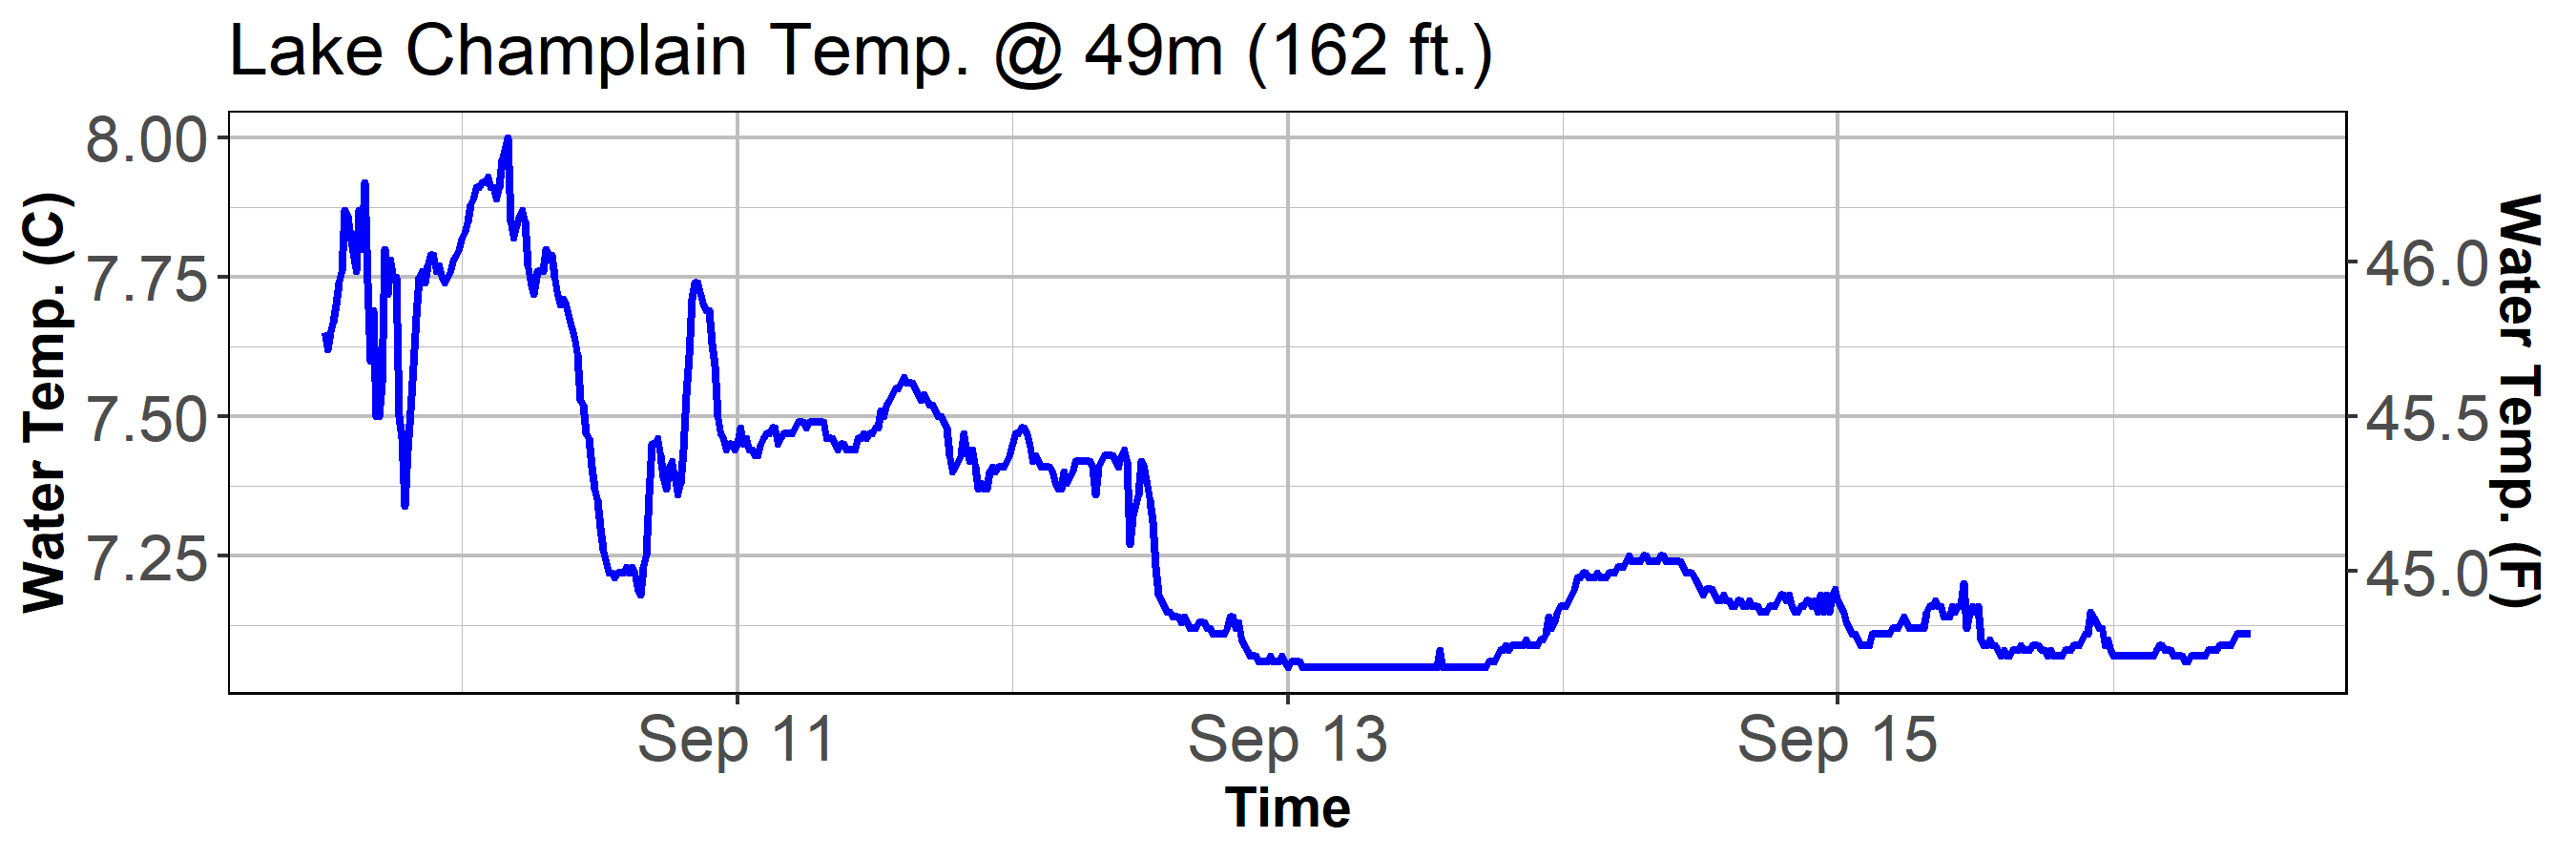 Lake Champlain Temp. @ 49m (162 ft.)
Water Temp. (C)
8.00
7.75
7.50
7.25
46.0
45.5
45.0
Water Temp. (F)
Sep 11
Sep 13
Sep 15
Time